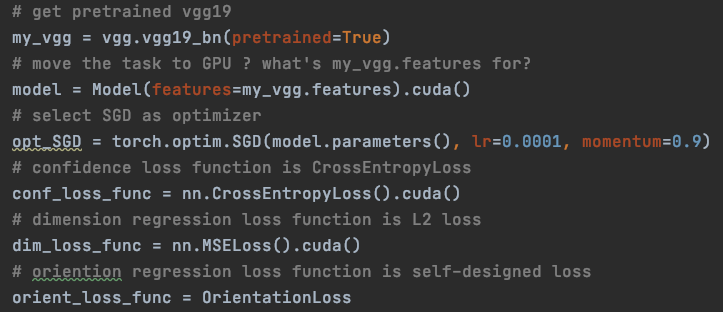 # get pretrained vgg19
my_vgg = vgg.vgg19_bn(pretrained=True)
# move the task to GPU ? what's my_vgg.features for?
model = Model(features=my_vgg.features).cuda()
# select SGD as optimizer
opt_SGD = torch.optim.SGD(model.parameters(), lr=0.0001, momentum=0.9)
# confidence loss function is CrossEntropyLoss
conf_loss_func = nn.CrossEntropyLoss().cuda()
# dimension regression loss function is L2 loss
dim_loss_func = nn.MSELoss().cuda()
# oriention regression loss function is self-designed loss
orient_loss_func = OrientationLoss